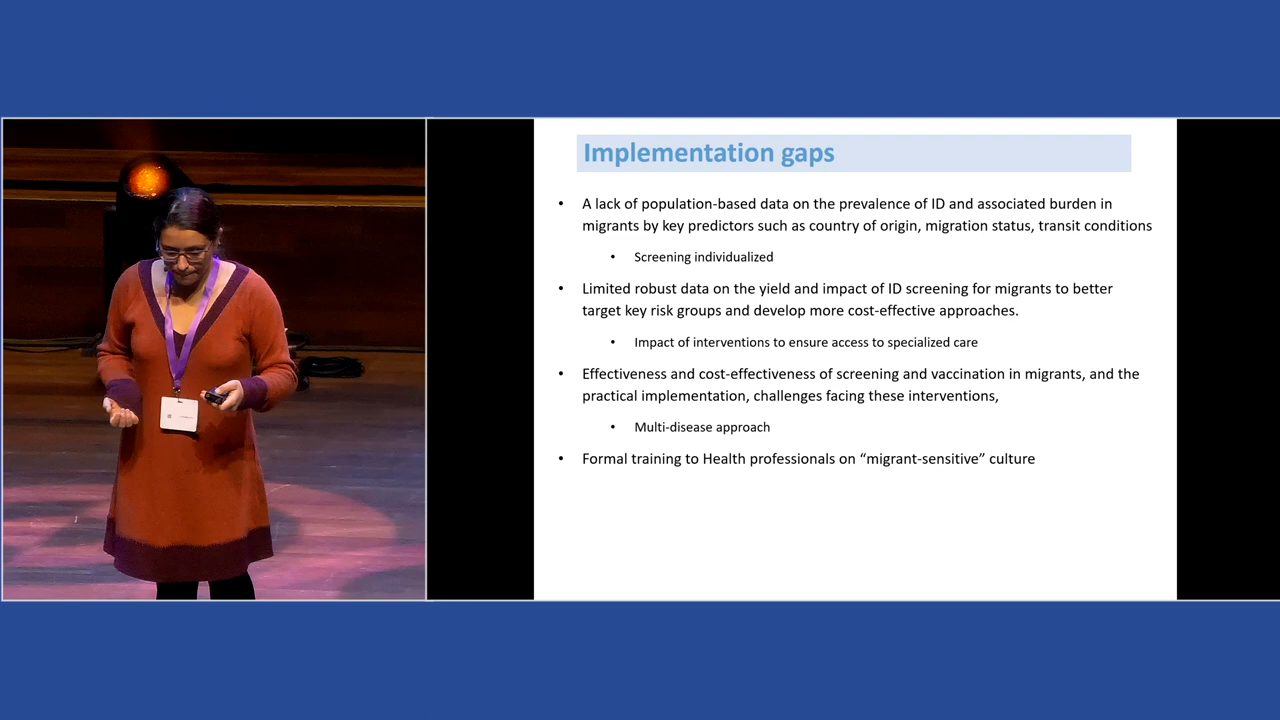 Implementation gaps
• A lack of population-based data on the prevalence of ID and associated burden in
migrants by key predictors such as country of origin, migration status, transit conditions
• Screening individualized
• Limited robust data on the yield and impact of ID screening for migrants to better
target key risk groups and develop more cost-effective approaches.
• Impact of interventions to ensure access to specialized care
• Effectiveness and cost-effectiveness of screening and vaccination in migrants, and the
practical implementation, challenges facing these interventions,
• Multi-disease approach
• Formal training to Health professionals on “migrant-sensitive” culture